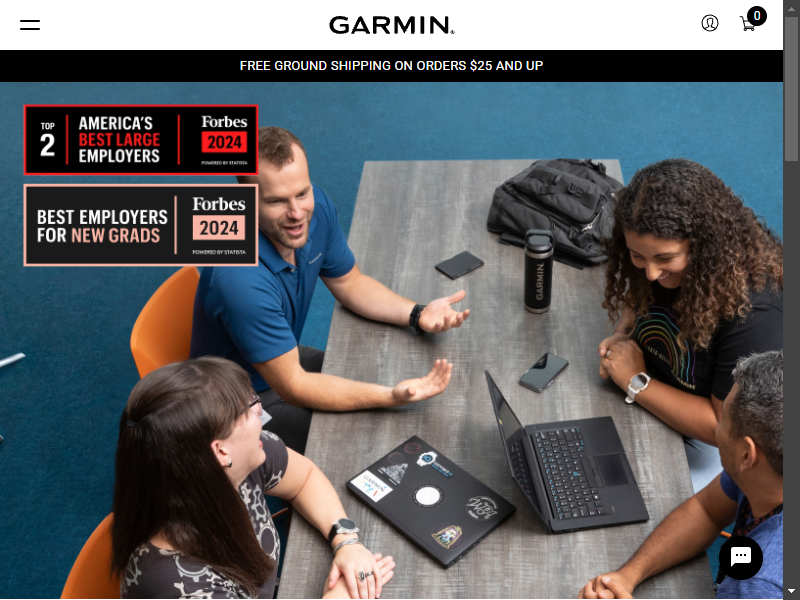 GARMIN.
0
FREE GROUND SHIPPING ON ORDERS $25 AND UP
TOP
2
AMERICA'S
BEST LARGE
EMPLOYERS
Forbes
2024
POWERED BY STATISTA
BEST EMPLOYERS
FOR NEW GRADS
Forbes
2024
POWERED BY STATISTA
GARMIN